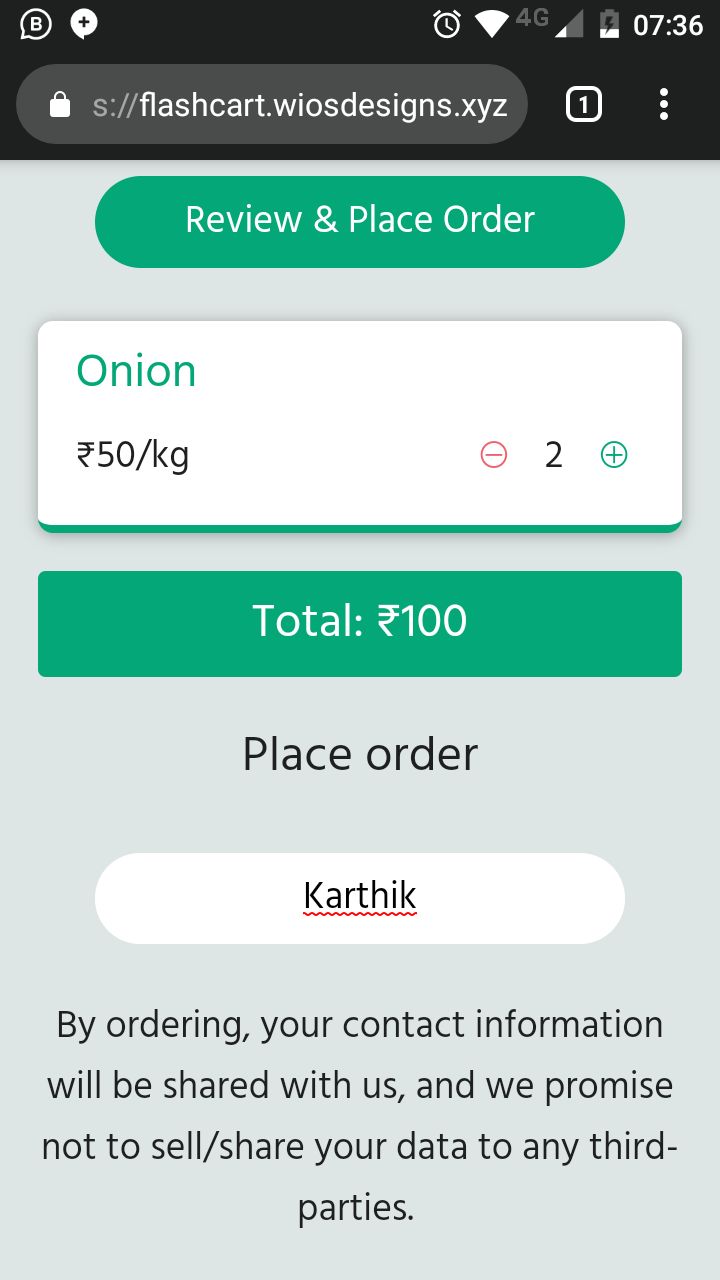 B
4G
07:36
s://flashcart.wiosdesigns.xyz
1
Review & Place Order
Onion
₹50/kg
2
Total: ₹100
Place order
Karthik
By ordering, your contact information
will be shared with us, and we promise
not to sell/share your data to any third-
parties.